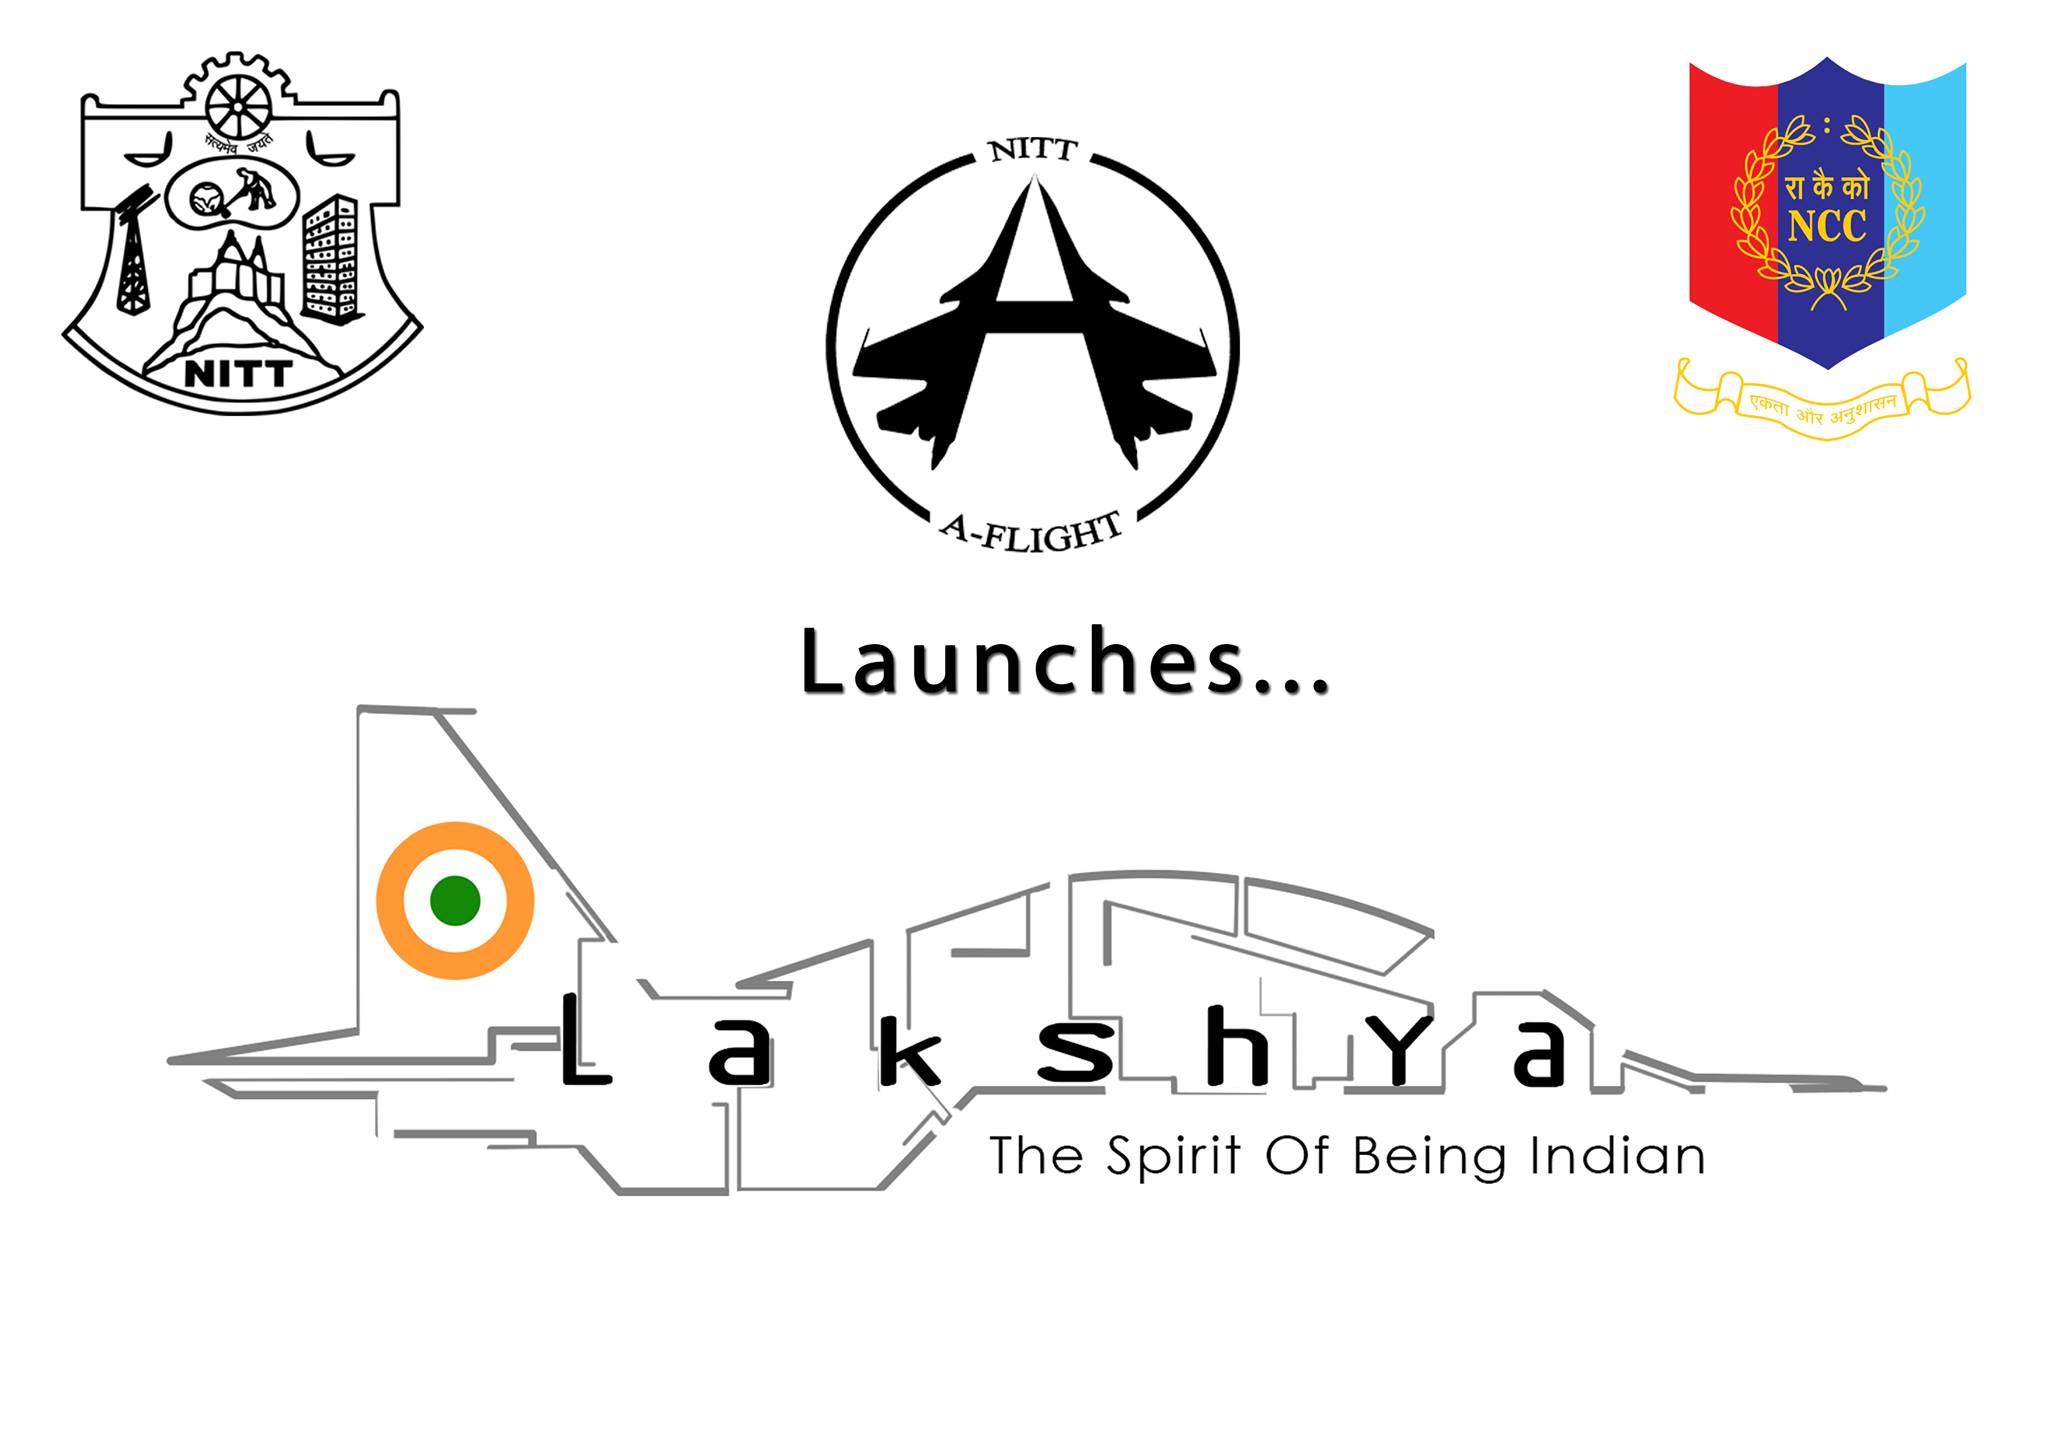 सत्यमेव जयते
NITT
NITT
A-FLIGHT
रा कै को
NCC
एकता और अनुशासन
Launches...
LakshYa
The Spirit Of Being Indian